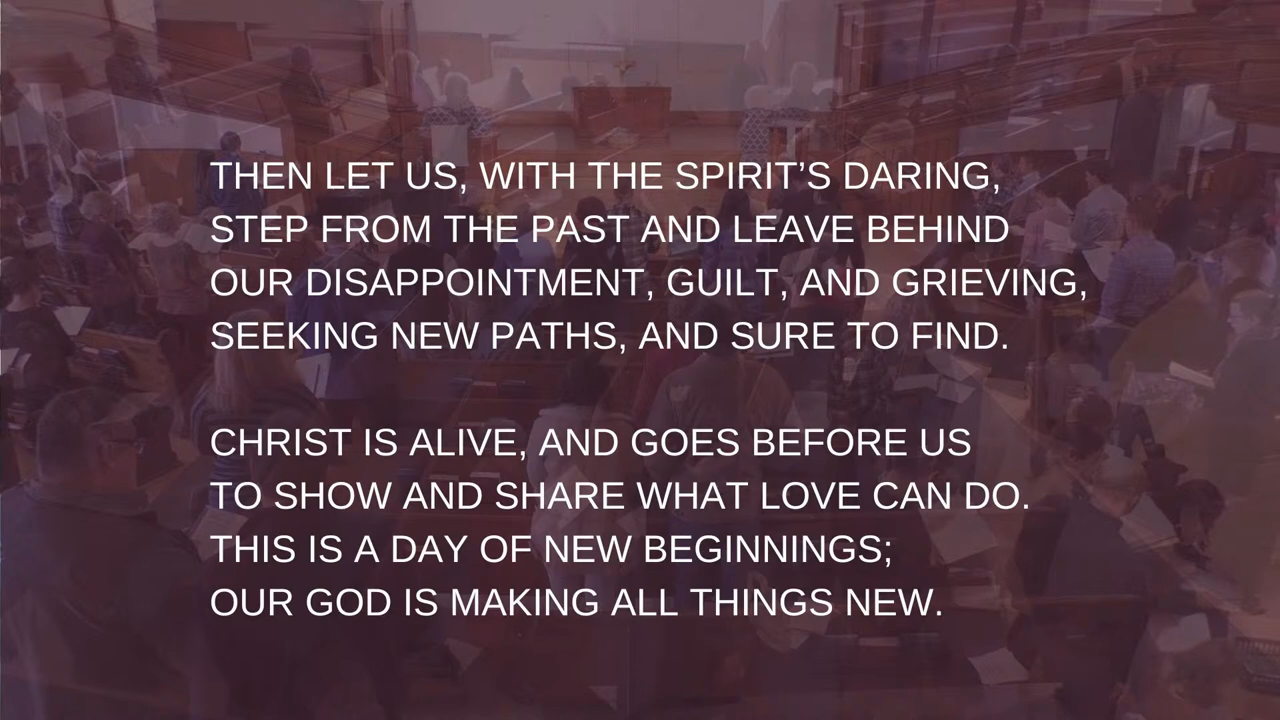 THEN LET US, WITH THE SPIRIT’S DARING,
STEP FROM THE PAST AND LEAVE BEHIND
OUR DISAPPOINTMENT, GUILT, AND GRIEVING,
SEEKING NEW PATHS, AND SURE TO FIND.
CHRIST IS ALIVE, AND GOES BEFORE US
TO SHOW AND SHARE WHAT LOVE CAN DO.
THIS IS A DAY OF NEW BEGINNINGS;
OUR GOD IS MAKING ALL THINGS NEW.